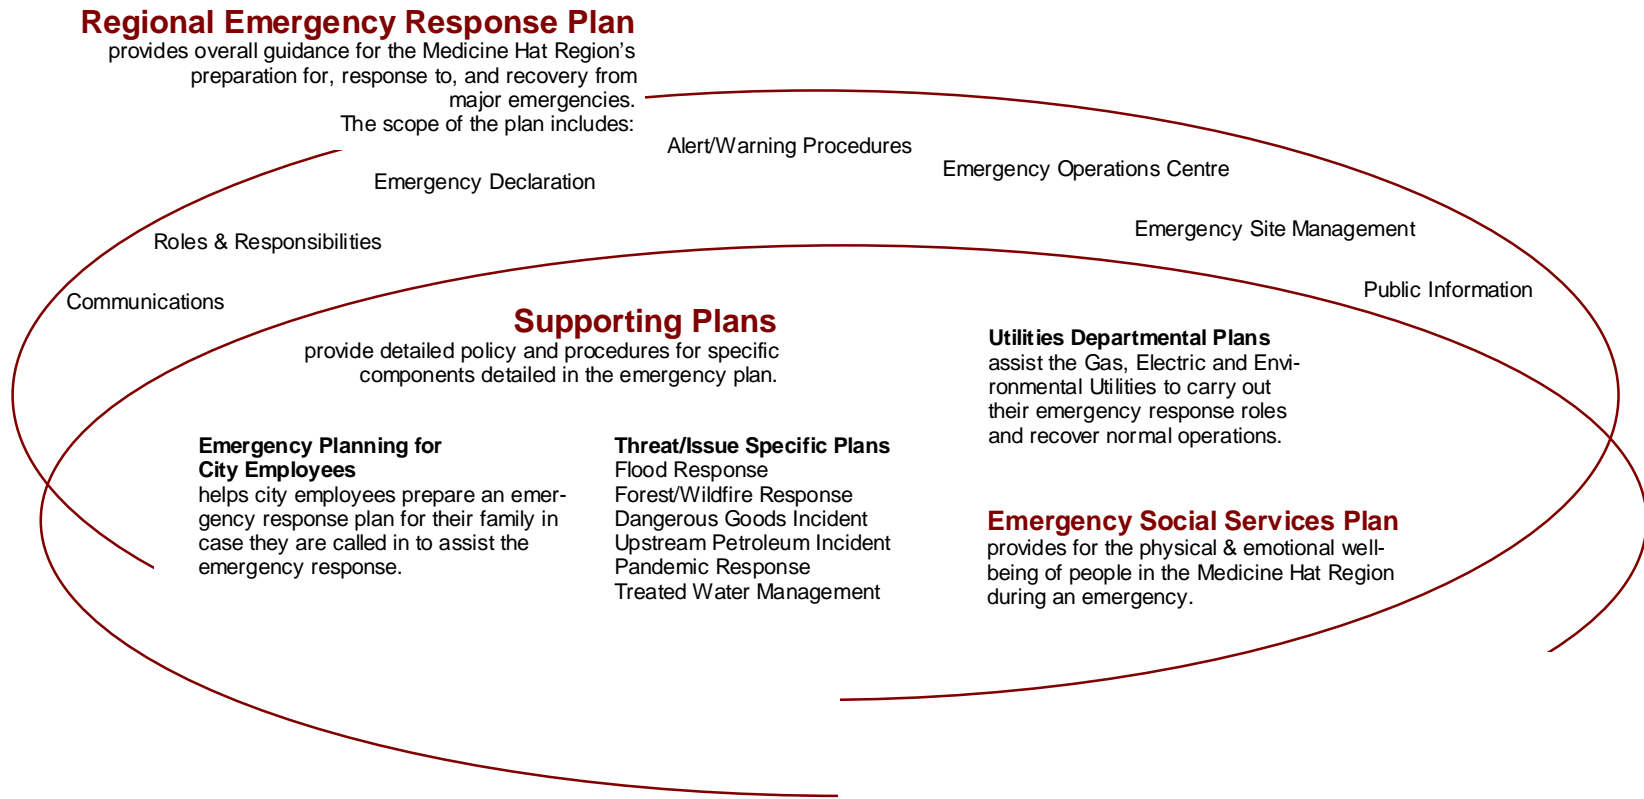 Regional Emergency Response Plan
provides overall guidance for the Medicine Hat Region's
preparation for, response to, and recovery from
major emergencies.
The scope of the plan includes:
Alert/Warning Procedures
Emergency Operations Centre
Emergency Declaration
Emergency Site Management
Roles & Responsibilities
Public Information
Communications
Supporting Plans
provide detailed policy and procedures for specific
components detailed in the emergency plan.
Utilities Departmental Plans
assist the Gas, Electric and Envi-
ronmental Utilities to carry out
their emergency response roles
and recover normal operations.
Emergency Planning for
City Employees
helps city employees prepare an emer-
gency response plan for their family in
case they are called in to assist the
emergency response.
Threat/Issue Specific Plans
Flood Response
Forest/Wildfire Response
Dangerous Goods Incident
Upstream Petroleum Incident
Pandemic Response
Treated Water Management
Emergency Social Services Plan
provides for the physical & emotional well-
being of people in the Medicine Hat Region
during an emergency.